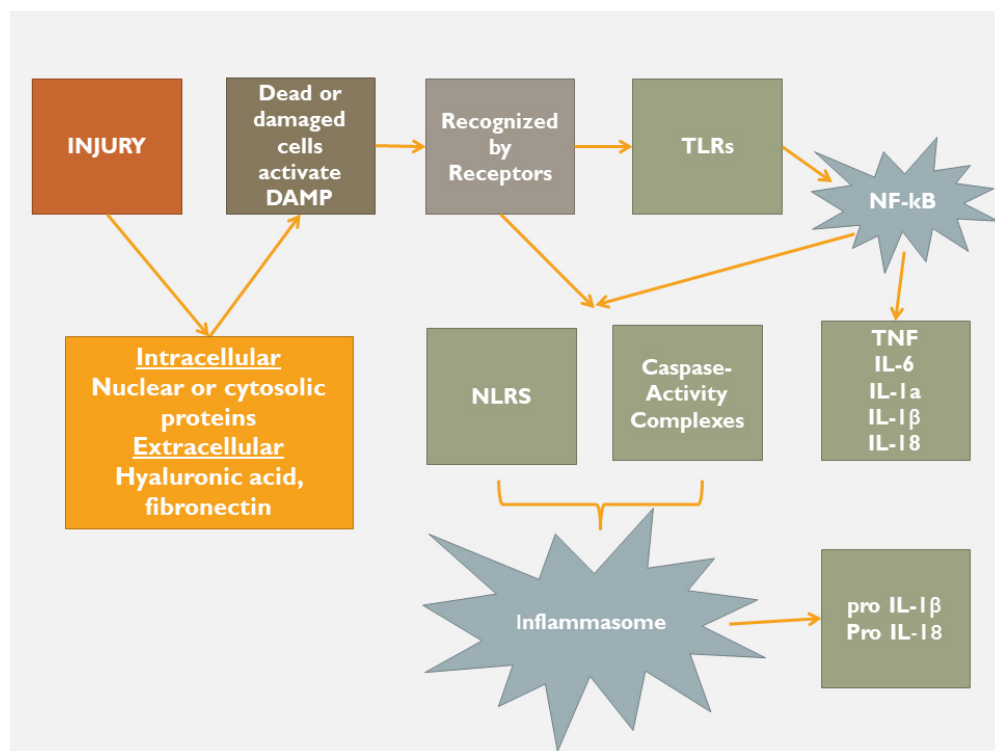 INJURY
Dead or
damaged
cells
activate
DAMP
Recognized
by
Receptors
TLRs
NF-kB
Intracellular
Nuclear or cytosolic
proteins
Extracellular
Hyaluronic acid,
fibronectin
NLRS
Caspase-
Activity
Complexes
TNF
IL-6
IL-1a
IL-1β
IL-18
Inflammasome
pro IL-1β
Pro IL-18